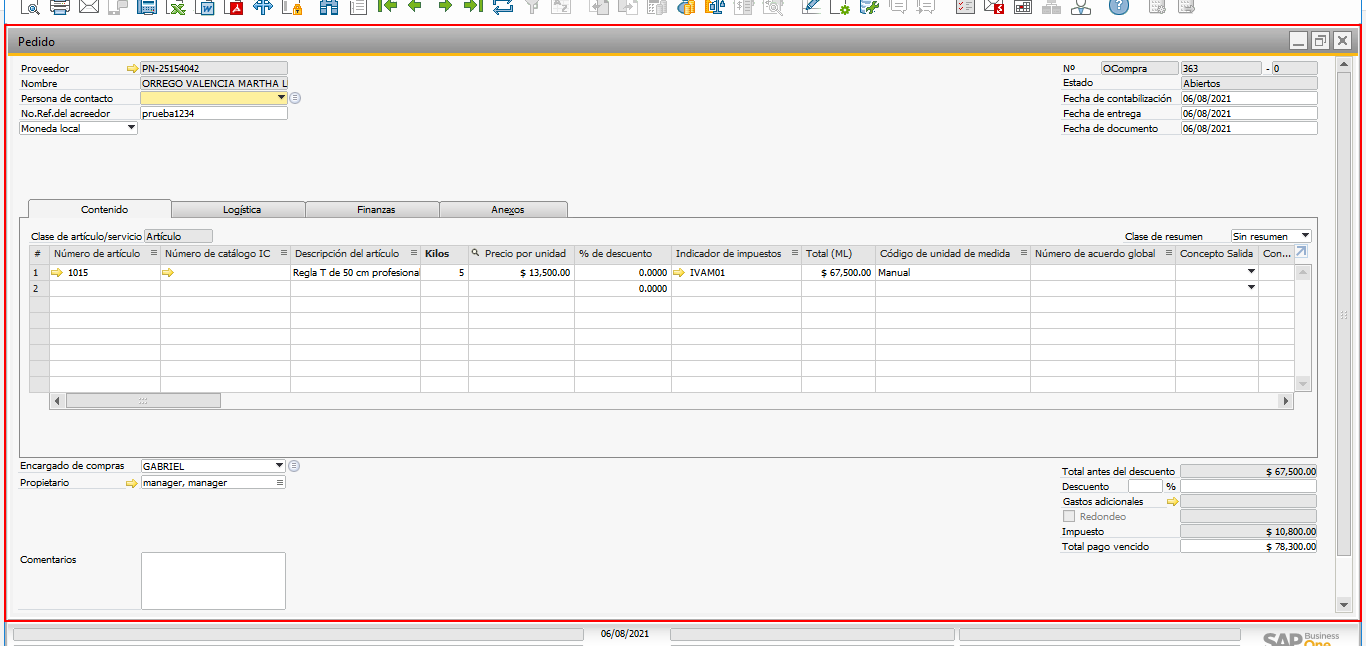 Pedido
Proveedor PN-25154042
Nombre ORREGO VALENCIA MARTHA L
Persona de contacto
No.Ref.del acreedor prueba1234
Moneda local
Nº OCompra 363 - 0
Estado Abiertos
Fecha de contabilización 06/08/2021
Fecha de entrega 06/08/2021
Fecha de documento 06/08/2021
Contenido Logística Finanzas Anexos
Clase de artículo/servicio Artículo
Clase de resumen Sin resumen
# Número de artículo Número de catálogo IC Descripción del artículo Kilos Precio por unidad % de descuento Indicador de impuestos Total (ML) Código de unidad de medida Número de acuerdo global Concepto Salida Con...
1 1015 Regla T de 50 cm profesiona 5 $ 13,500.00 0.0000 IVAM01 $ 67,500.00 Manual
2 0.0000
Encargado de compras GABRIEL
Propietario manager, manager
Total antes del descuento $ 67,500.00
Descuento %
Gastos adicionales
Redondeo
Impuesto $ 10,800.00
Total pago vencido $ 78,300.00
Comentarios
06/08/2021
SAP Business One